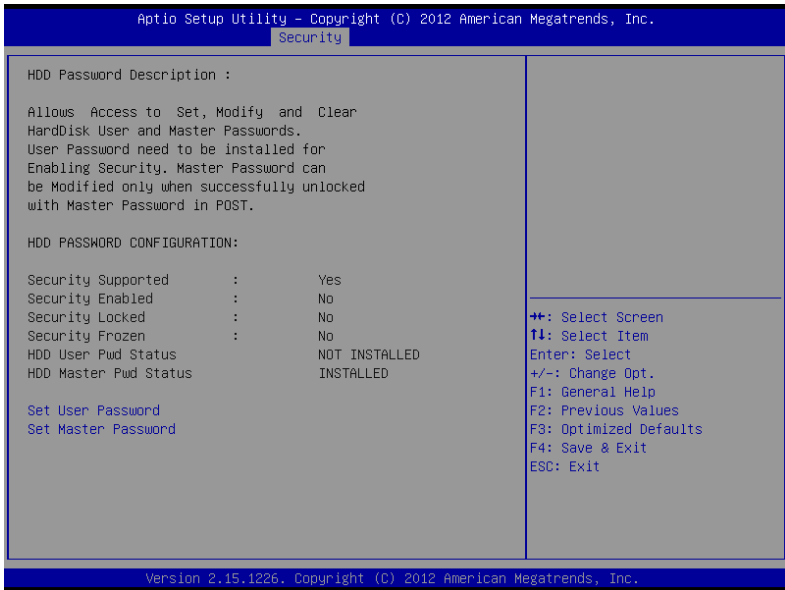 Aptio Setup Utility – Copyright (C) 2012 American Megatrends, Inc.
Security
HDD Password Description :
Allows Access to Set, Modify and Clear
HardDisk User and Master Passwords.
User Password need to be installed for
Enabling Security. Master Password can
be Modified only when successfully unlocked
with Master Password in POST.
HDD PASSWORD CONFIGURATION:
Security Supported : Yes
Security Enabled : No
Security Locked : No
Security Frozen : No
HDD User Pwd Status NOT INSTALLED
HDD Master Pwd Status INSTALLED
Set User Password
Set Master Password
→←: Select Screen
↑↓: Select Item
Enter: Select
+/-: Change Opt.
F1: General Help
F2: Previous Values
F3: Optimized Defaults
F4: Save & Exit
ESC: Exit
Version 2.15.1226. Copyright (C) 2012 American Megatrends, Inc.